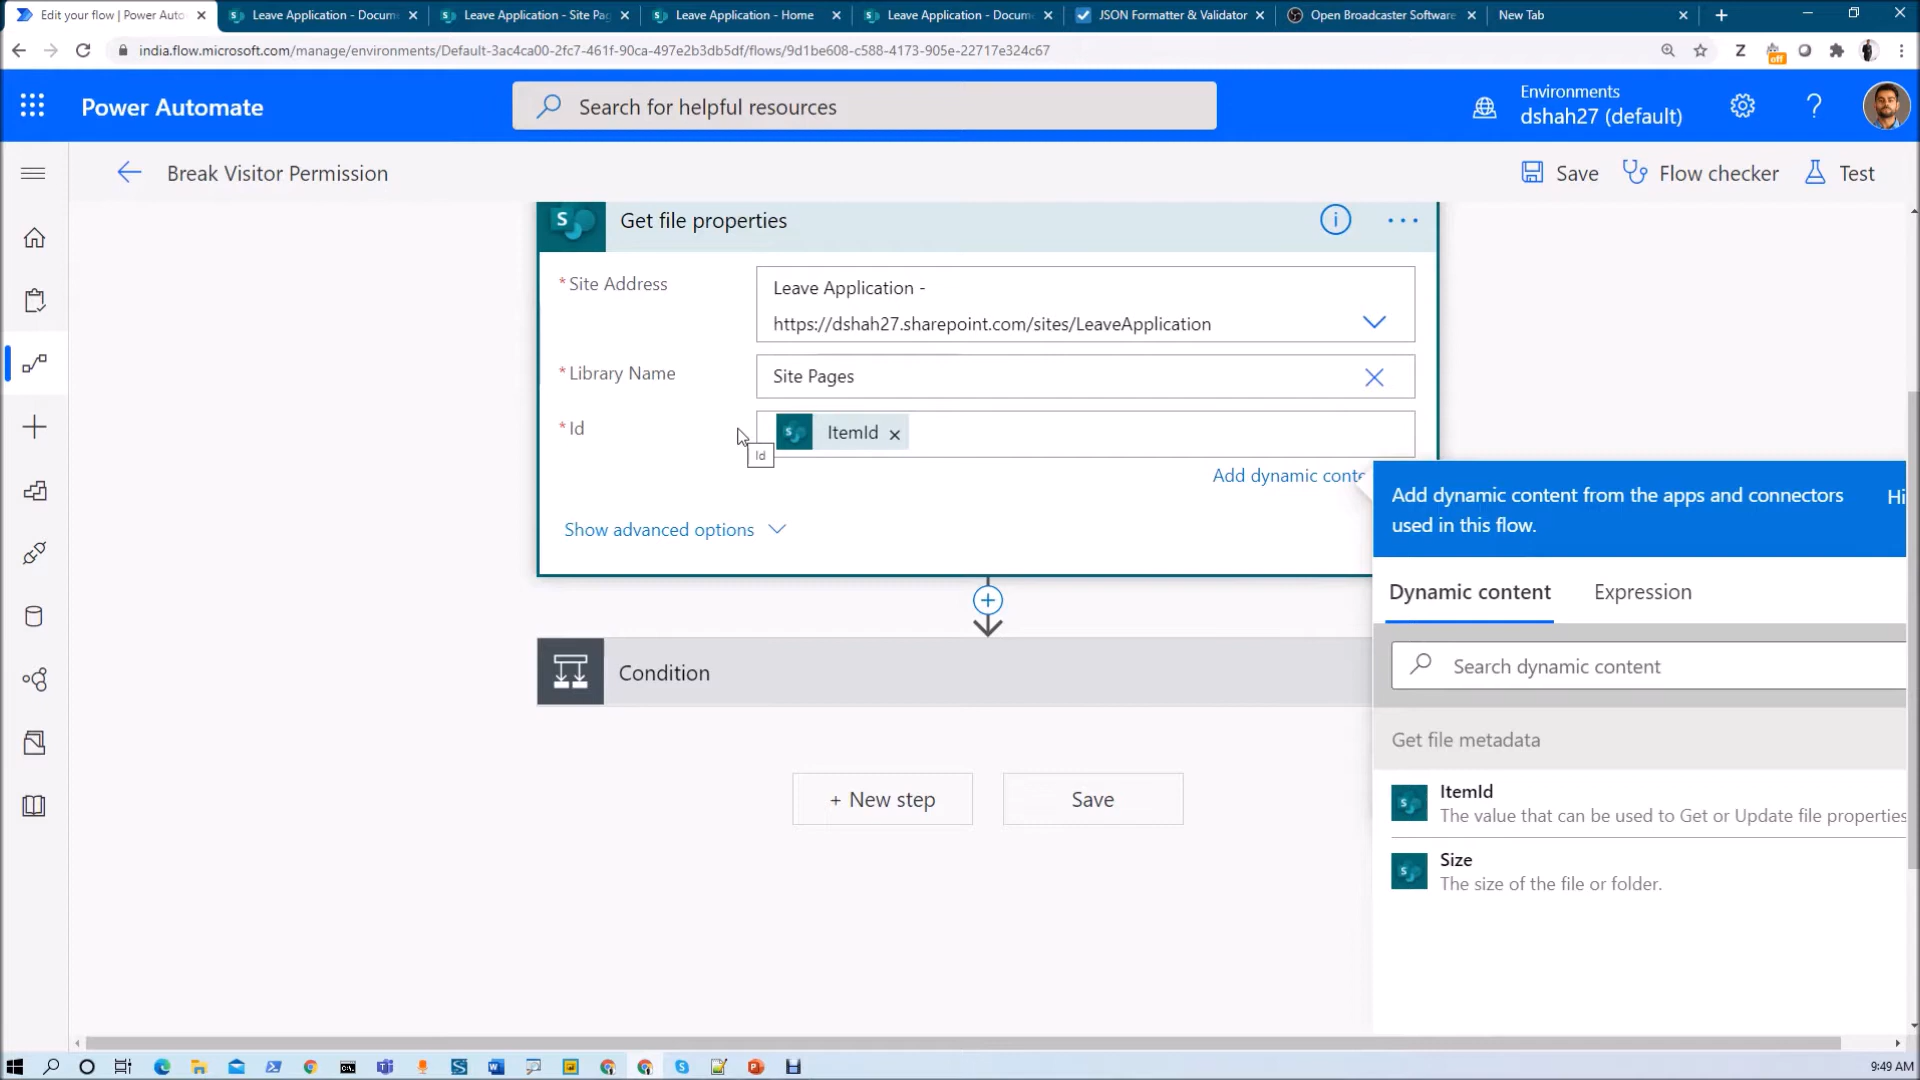 Edit your flow | Power Auto
Leave Application - Docum
Leave Application - Site Pag
Leave Application - Home
Leave Application - Docum
JSON Formatter & Validator
Open Broadcaster Software
New Tab
india.flow.microsoft.com/manage/environments/Default-3ac4ca00-2fc7-461f-90ca-497e2b3db5df/flows/9d1be608-c588-4173-905e-22717e324c67
Z
off
Power Automate
Search for helpful resources
Environments
dshah27 (default)
?
Break Visitor Permission
Save
Flow checker
Test
S
Get file properties
i
...
* Site Address
Leave Application -
https://dshah27.sharepoint.com/sites/LeaveApplication
* Library Name
Site Pages
* Id
S ItemId ×
Id
Add dynamic conte
Show advanced options
Add dynamic content from the apps and connectors
used in this flow.
Hi
Dynamic content
Expression
Search dynamic content
Get file metadata
S
ItemId
The value that can be used to Get or Update file properties
S
Size
The size of the file or folder.
Condition
+ New step
Save
9:49 AM